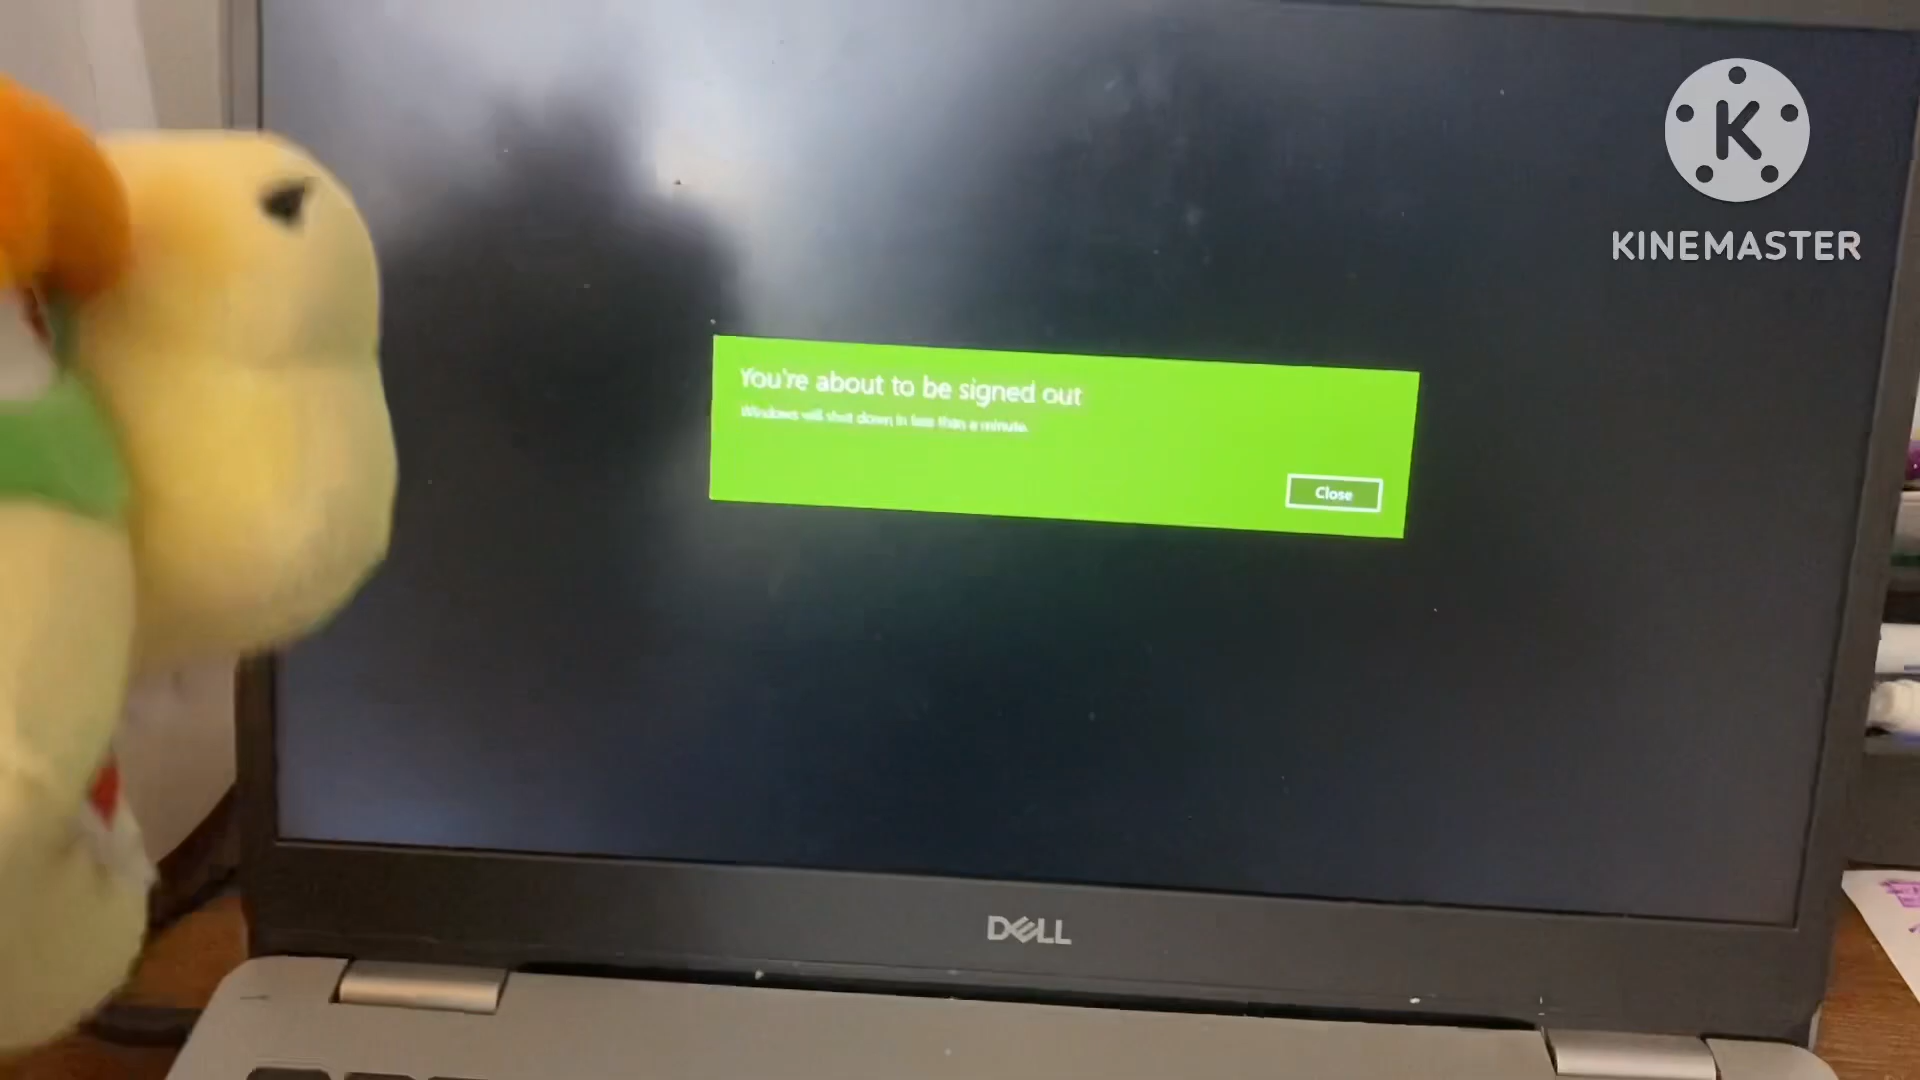 K
KINEMASTER
You're about to be signed out
Windows will shut down in less than a minute.
Close
DELL